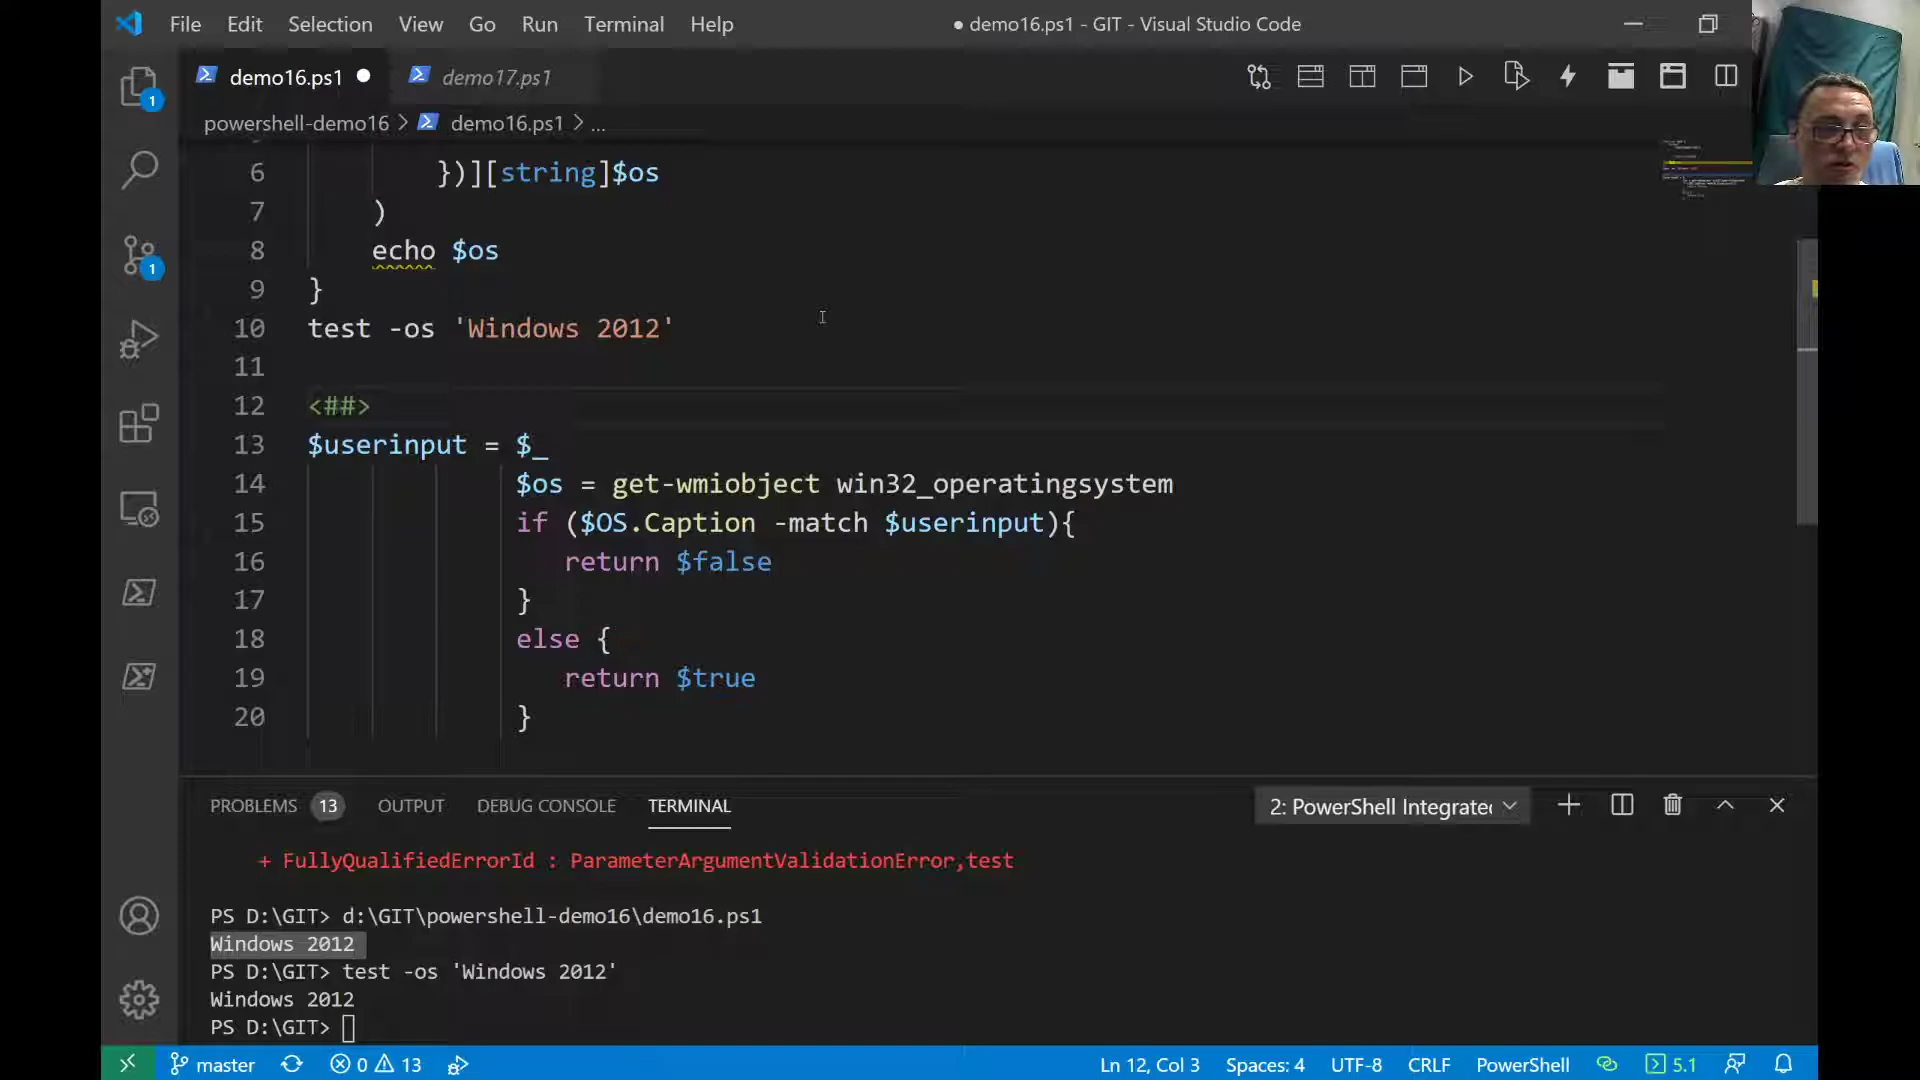 File Edit Selection View Go Run Terminal Help
● demo16.ps1 - GIT - Visual Studio Code
demo16.ps1 ●
demo17.ps1
powershell-demo16 > demo16.ps1 > ...
6 })][string]$os
7 )
8 echo $os
9 }
10 test -os 'Windows 2012'
11
12 <##>
13 $userinput = $_
14 $os = get-wmiobject win32_operatingsystem
15 if ($OS.Caption -match $userinput){
16 return $false
17 }
18 else {
19 return $true
20 }
PROBLEMS 13 OUTPUT DEBUG CONSOLE TERMINAL
2: PowerShell Integrated
+ FullyQualifiedErrorId : ParameterArgumentValidationError,test
PS D:\GIT> d:\GIT\powershell-demo16\demo16.ps1
Windows 2012
PS D:\GIT> test -os 'Windows 2012'
Windows 2012
PS D:\GIT>
1
1
master 0 13 Ln 12, Col 3 Spaces: 4 UTF-8 CRLF PowerShell 5.1